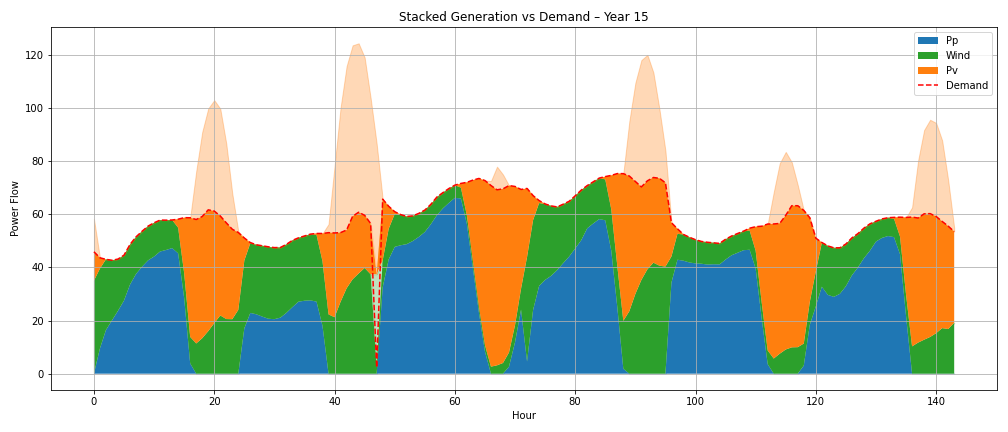 Stacked Generation vs Demand – Year 15
Power Flow
120
100
80
60
40
20
0
Pp
Wind
Pv
Demand
0 20 40 60 80 100 120 140
Hour